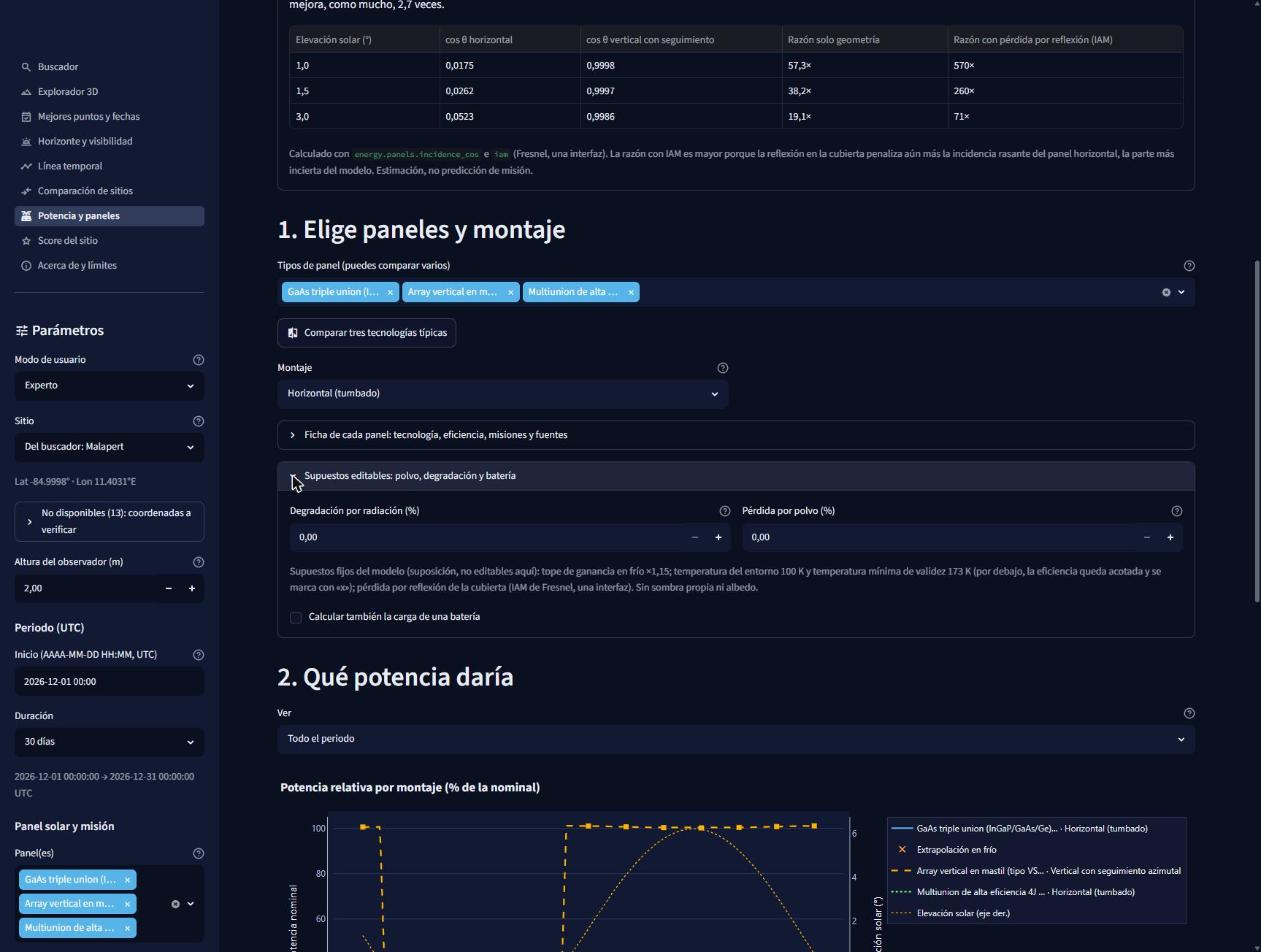 Buscador
Explorador 3D
Mejores puntos y fechas
Horizonte y visibilidad
Línea temporal
Comparación de sitios
Potencia y paneles
Score del sitio
Acerca de y límites
Parámetros
Modo de usuario
Experto
Sitio
Del buscador: Malapert
Lat -84.9998° · Lon 11.4031°E
No disponibles (13): coordenadas a
verificar
Altura del observador (m)
2,00
Periodo (UTC)
Inicio (AAAA-MM-DD HH:MM, UTC)
2026-12-01 00:00
Duración
30 días
2026-12-01 00:00:00 → 2026-12-31 00:00:00
UTC
Panel solar y misión
Panel(es)
GaAs triple union (I...
Array vertical en m...
Multiunion de alta ...
mejora, como mucho, 2,7 veces.
Elevación solar (°) cos θ horizontal cos θ vertical con seguimiento Razón solo geometría Razón con pérdida por reflexión (IAM)
1,0 0,0175 0,9998 57,3× 570×
1,5 0,0262 0,9997 38,2× 260×
3,0 0,0523 0,9986 19,1× 71×
Calculado con energy.panels.incidence_cos e iam (Fresnel, una interfaz). La razón con IAM es mayor porque la reflexión en la cubierta penaliza aún más la incidencia rasante del panel horizontal, la parte más
incierta del modelo. Estimación, no predicción de misión.
1. Elige paneles y montaje
Tipos de panel (puedes comparar varios)
GaAs triple union (I... Array vertical en m... Multiunion de alta ...
Comparar tres tecnologías típicas
Montaje
Horizontal (tumbado)
Ficha de cada panel: tecnología, eficiencia, misiones y fuentes
Supuestos editables: polvo, degradación y batería
Degradación por radiación (%) Pérdida por polvo (%)
0,00 0,00
Supuestos fijos del modelo (suposición, no editables aquí): tope de ganancia en frío ×1,15; temperatura del entorno 100 K y temperatura mínima de validez 173 K (por debajo, la eficiencia queda acotada y se
marca con «x»); pérdida por reflexión de la cubierta (IAM de Fresnel, una interfaz). Sin sombra propia ni albedo.
Calcular también la carga de una batería
2. Qué potencia daría
Ver
Todo el periodo
Potencia relativa por montaje (% de la nominal)
100
80
60
6
4
2
GaAs triple union (InGaP/GaAs/Ge)... · Horizontal (tumbado)
Extrapolación en frío
Array vertical en mastil (tipo VS... · Vertical con seguimiento azimutal
Multiunion de alta eficiencia 4J ... · Horizontal (tumbado)
Elevación solar (eje der.)